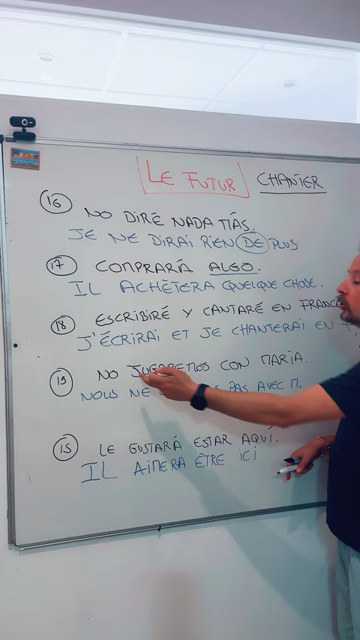 LE FUTUR CHANTER
16 NO DIRÉ NADA MÁS.
JE NE DIRAI RIEN DE PLUS
17 COMPRARÁ ALGO.
IL ACHÈTERA QUELQUE CHOSE.
18 ESCRIBIRÉ Y CANTARÉ EN
J'ÉCRIRAI ET JE CHANTERAI EN
19 NO JUGAREMOS CON MARIA.
NOUS NE PAS AVEC M.
15 LE GUSTARÁ ESTAR AQUÍ.
IL AIMERA ÊTRE ICI